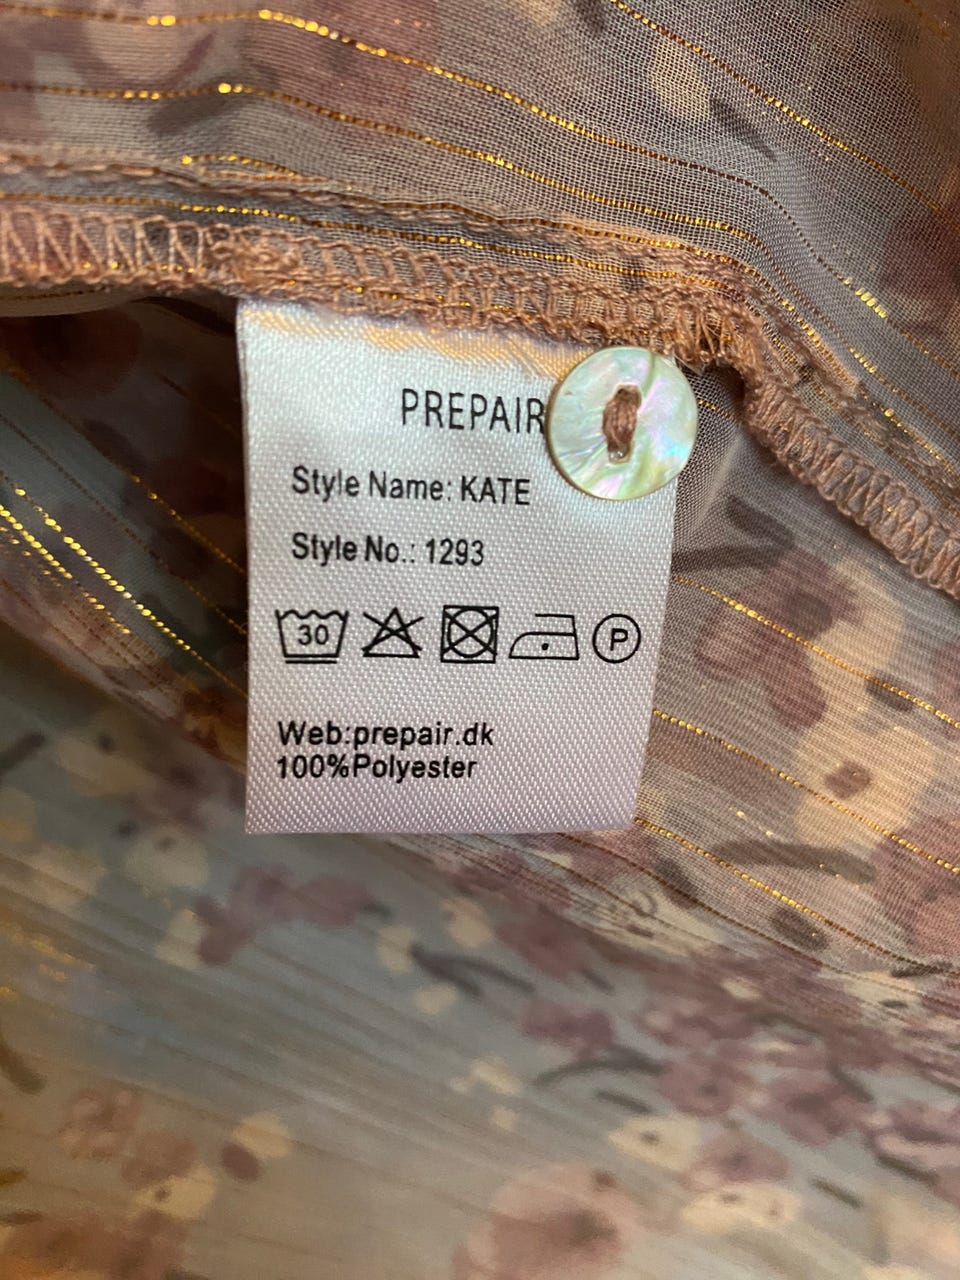 PREPAIR
Style Name: KATE
Style No.: 1293
30 P
Web:prepair.dk
100%Polyester